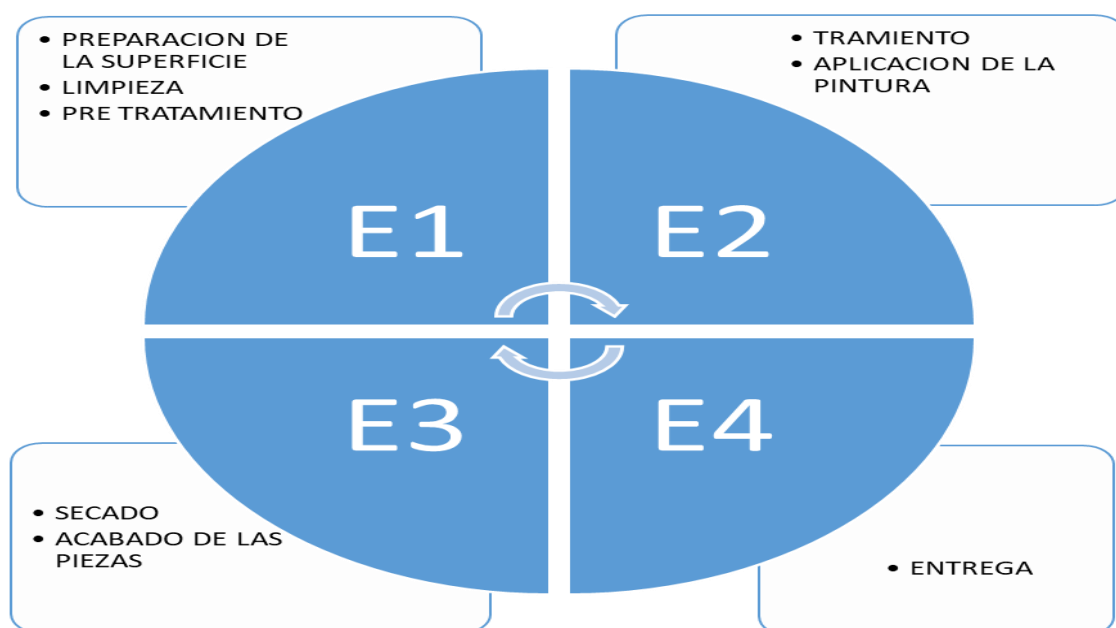 • PREPARACION DE
LA SUPERFICIE
• LIMPIEZA
• PRE TRATAMIENTO
• TRAMIENTO
• APLICACION DE LA
PINTURA
E1
E2
E3
E4
• SECADO
• ACABADO DE LAS
PIEZAS
• ENTREGA